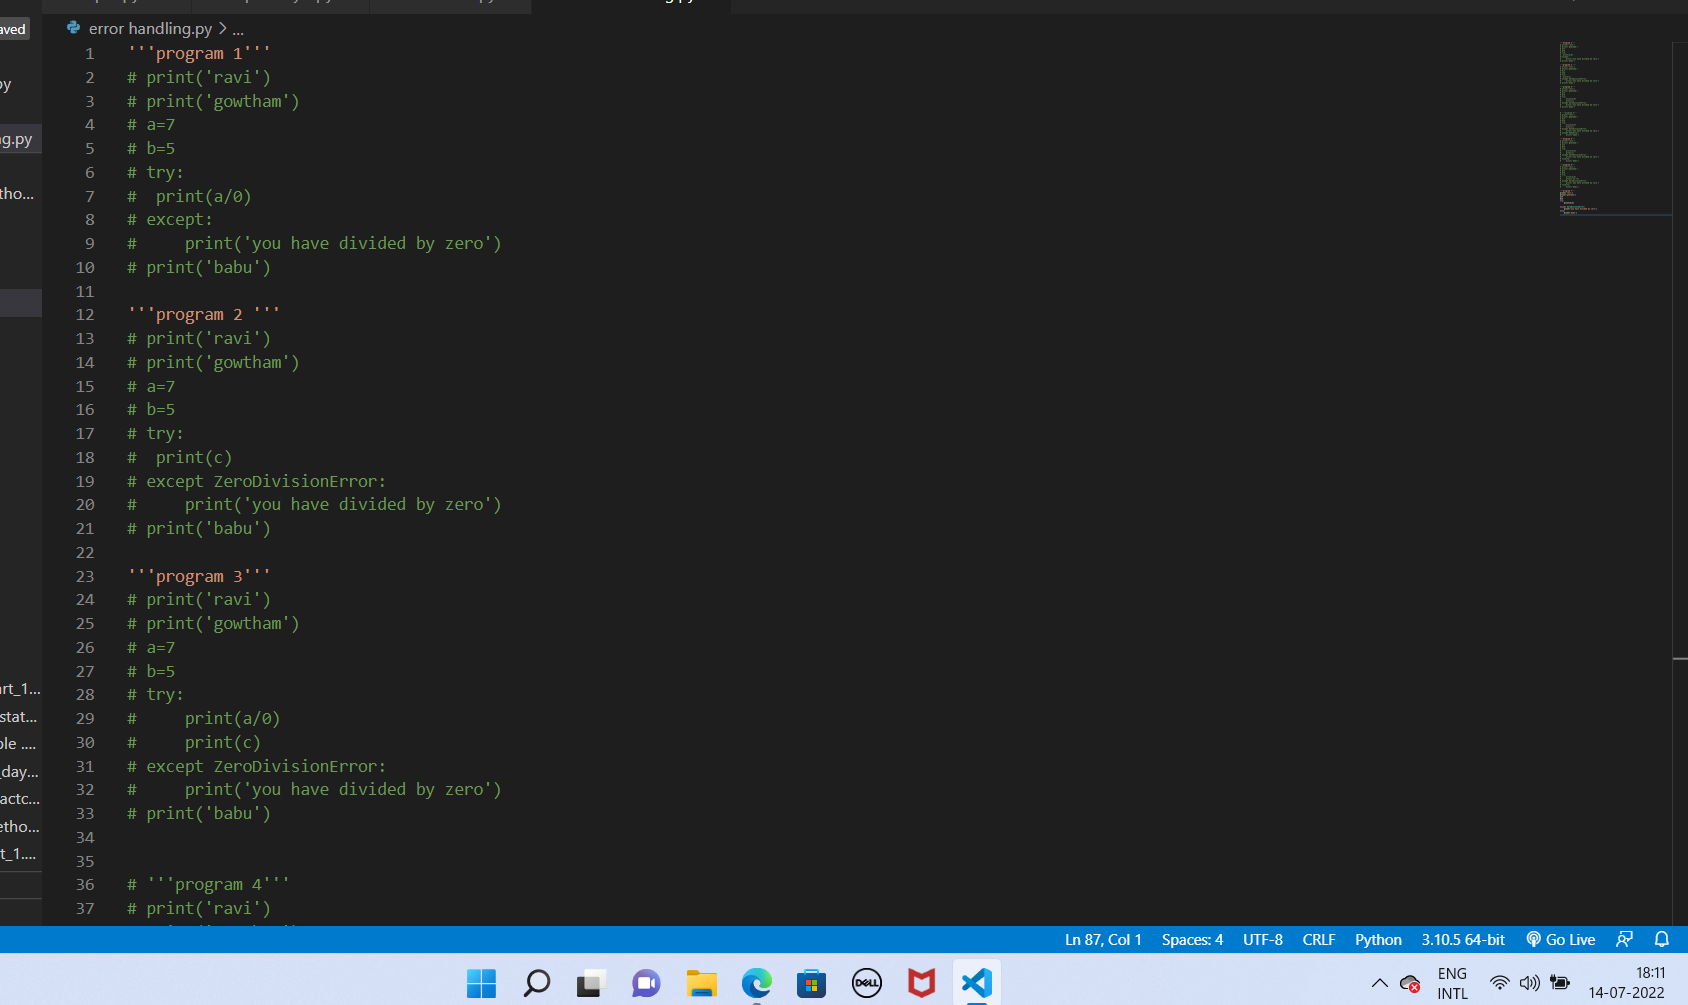 aved
error handling.py > ...
y
g.py
tho...
rt_1...
stat...
ole ....
_day...
actc...
etho...
t_1....
1 '''program 1'''
2 # print('ravi')
3 # print('gowtham')
4 # a=7
5 # b=5
6 # try:
7 #  print(a/0)
8 # except:
9 #     print('you have divided by zero')
10 # print('babu')
11
12 '''program 2 '''
13 # print('ravi')
14 # print('gowtham')
15 # a=7
16 # b=5
17 # try:
18 #  print(c)
19 # except ZeroDivisionError:
20 #     print('you have divided by zero')
21 # print('babu')
22
23 '''program 3'''
24 # print('ravi')
25 # print('gowtham')
26 # a=7
27 # b=5
28 # try:
29 #     print(a/0)
30 #     print(c)
31 # except ZeroDivisionError:
32 #     print('you have divided by zero')
33 # print('babu')
34
35
36 # '''program 4'''
37 # print('ravi')
Ln 87, Col 1 Spaces: 4 UTF-8 CRLF Python 3.10.5 64-bit Go Live
DELL
ENG
INTL
18:11
14-07-2022